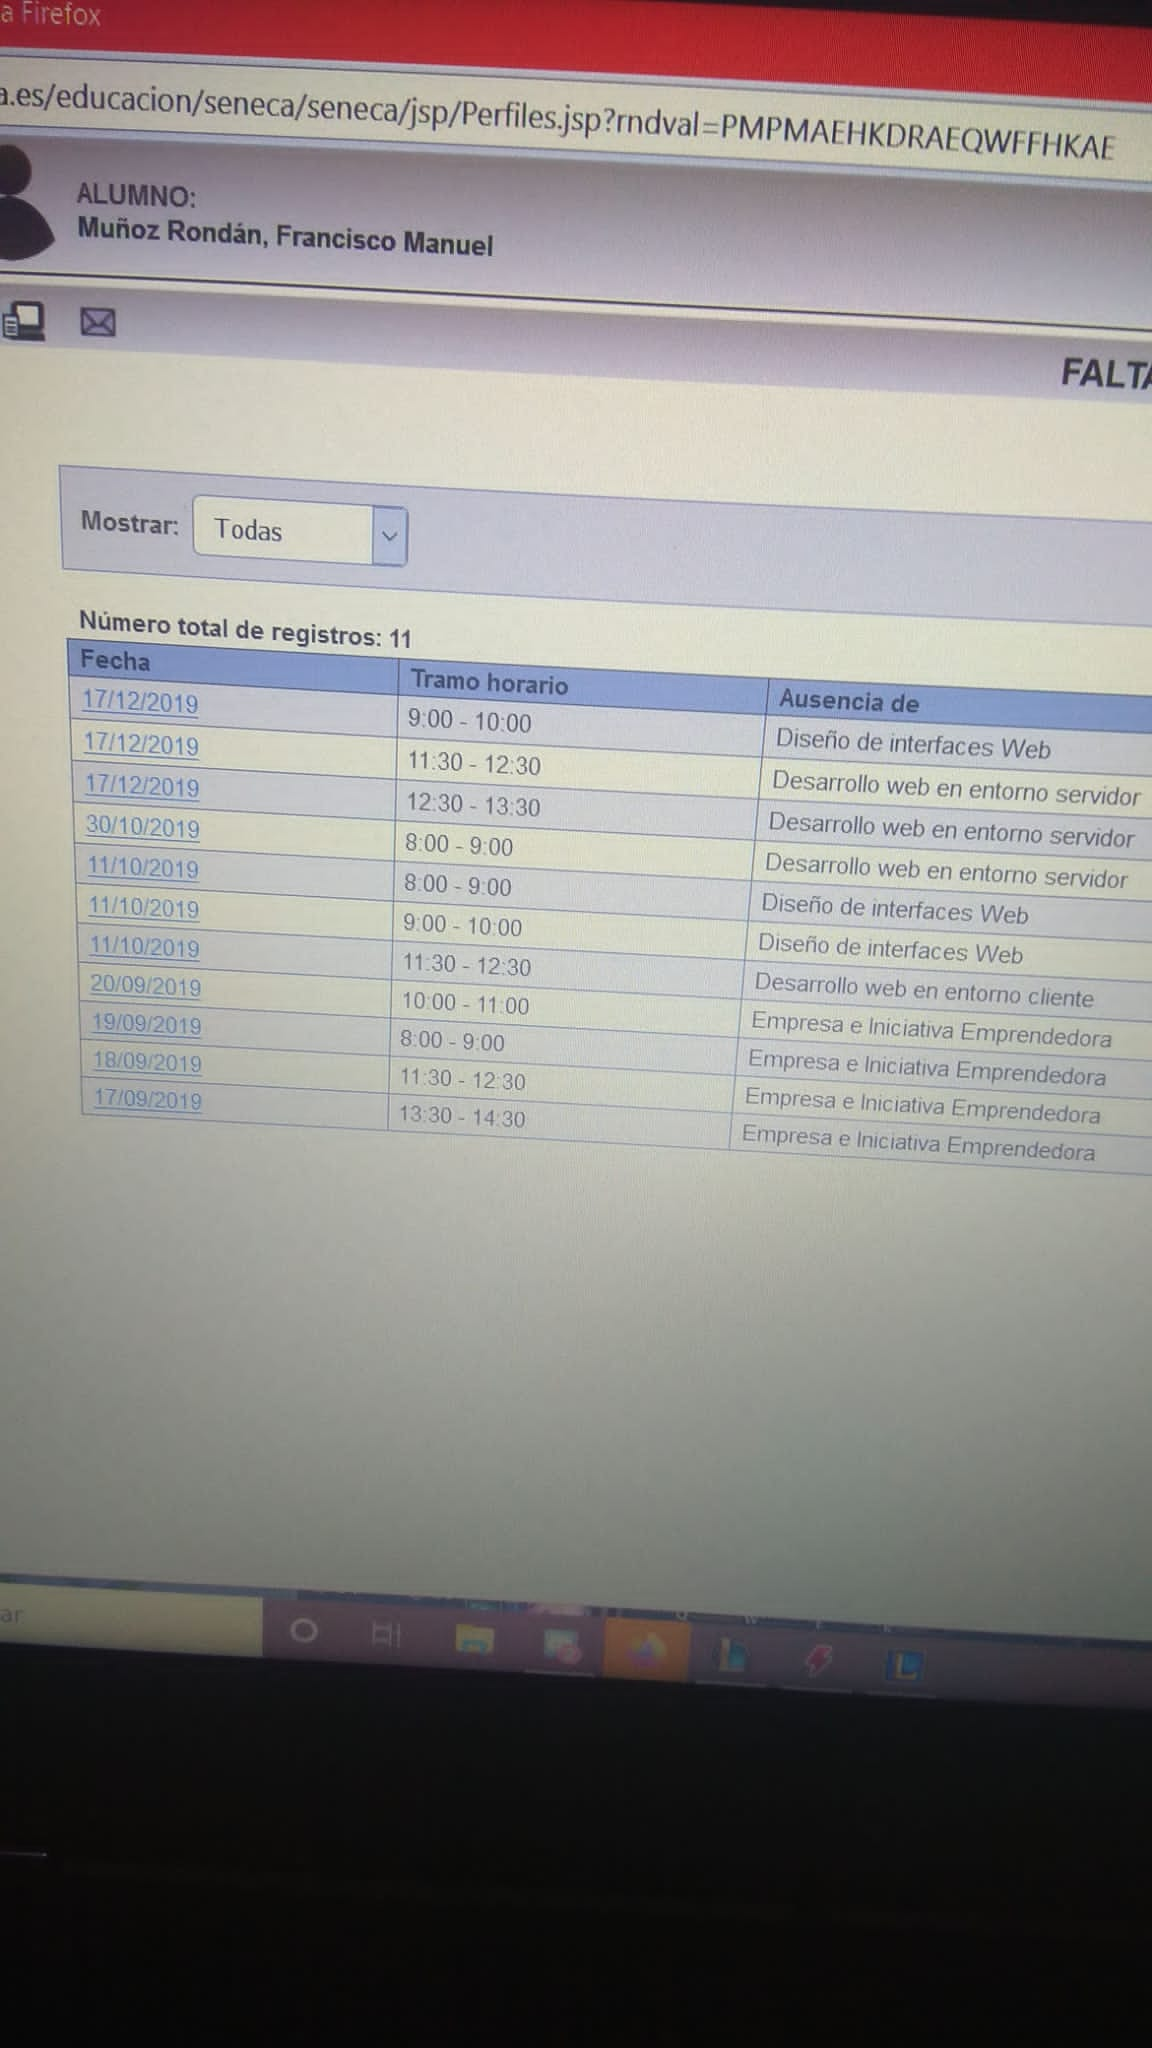 a Firefox
a.es/educacion/seneca/seneca/jsp/Perfiles.jsp?rndval=PMPMAEHKDRAEQWFFHKAE
ALUMNO:
Muñoz Rondán, Francisco Manuel
FALTA
Mostrar: Todas
Número total de registros: 11
Fecha Tramo horario Ausencia de
17/12/2019 9:00 - 10:00 Diseño de interfaces Web
17/12/2019 11:30 - 12:30 Desarrollo web en entorno servidor
17/12/2019 12:30 - 13:30 Desarrollo web en entorno servidor
30/10/2019 8:00 - 9:00 Desarrollo web en entorno servidor
11/10/2019 8:00 - 9:00 Diseño de interfaces Web
11/10/2019 9:00 - 10:00 Diseño de interfaces Web
11/10/2019 11:30 - 12:30 Desarrollo web en entorno cliente
20/09/2019 10:00 - 11:00 Empresa e Iniciativa Emprendedora
19/09/2019 8:00 - 9:00 Empresa e Iniciativa Emprendedora
18/09/2019 11:30 - 12:30 Empresa e Iniciativa Emprendedora
17/09/2019 13:30 - 14:30 Empresa e Iniciativa Emprendedora
ar
L